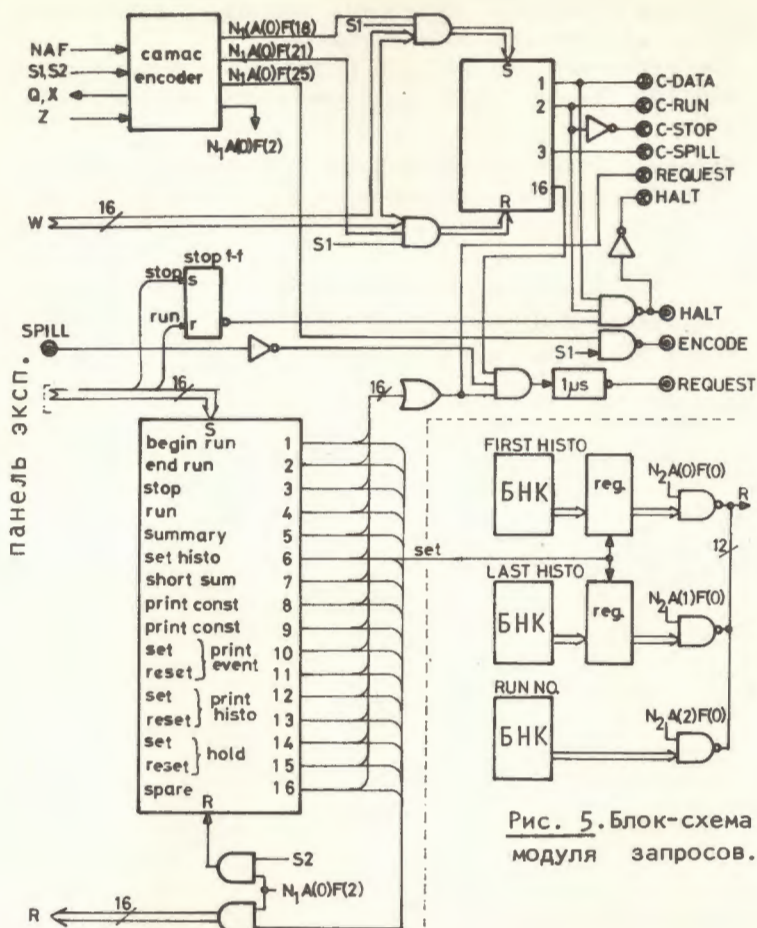 NAF
S1,S2
Q,X
Z
camac
encoder
N₁(A(0)F(18)
N₁(A(0)F(21)
N₁A(0)F(25)
N₁A(0)F(2)
S1
S
1
2
3
16
R
C-DATA
C-RUN
C-STOP
C-SPILL
REQUEST
HALT
W
16
S1
stop f-f
stop
s
run
r
SPILL
HALT
S1
ENCODE
1μs
REQUEST
16
16
панель эксп.
S
begin run 1
end run 2
stop 3
run 4
summary 5
set histo 6
short sum 7
print const 8
print const 9
set 10
reset 11
print
event
set 12
reset 13
print
histo
set 14
reset 15
hold
spare 16
R
set
FIRST HISTO
БНК
reg.
N₂A(0)F(0)
R
12
LAST HISTO
БНК
reg.
N₂A(1)F(0)
RUN NO.
БНК
N₂A(2)F(0)
S2
N₁A(0)F(2)
R
16
Рис. 5. Блок-схема
модуля запросов.